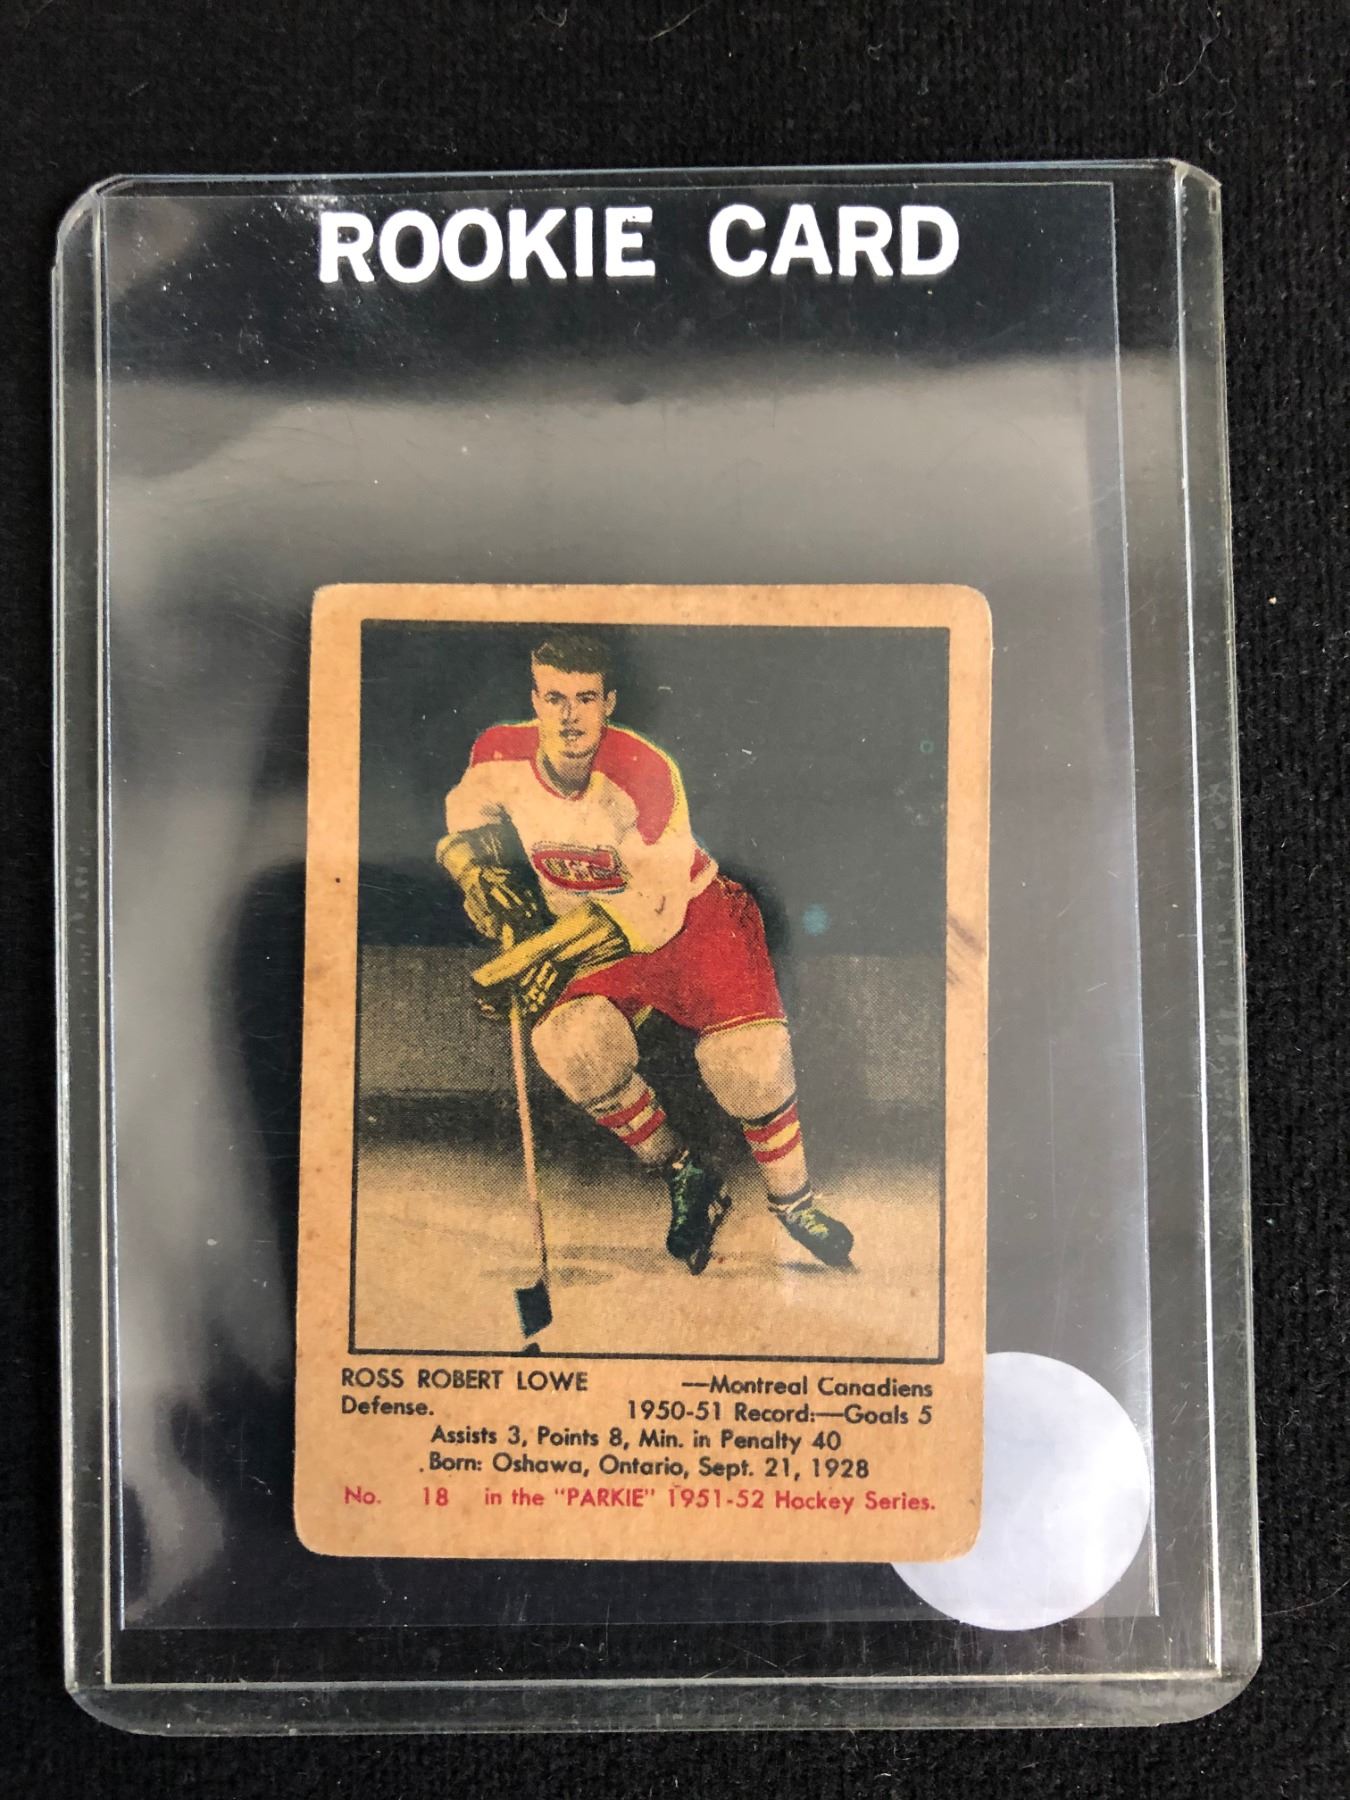 ROOKIE CARD
ROSS ROBERT LOWE —Montreal Canadiens
Defense. 1950-51 Record:—Goals 5
Assists 3, Points 8, Min. in Penalty 40
Born: Oshawa, Ontario, Sept. 21, 1928
No. 18 in the "PARKIE" 1951-52 Hockey Series.